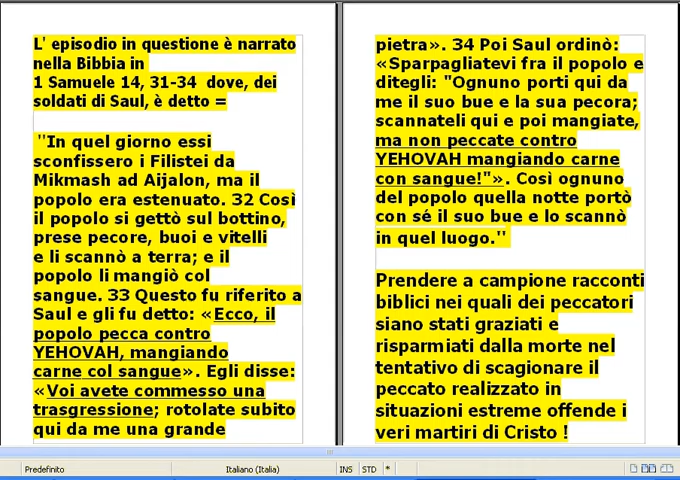 L' episodio in questione è narrato
nella Bibbia in
1 Samuele 14, 31-34 dove, dei
soldati di Saul, è detto =
"In quel giorno essi
sconfissero i Filistei da
Mikmash ad Aijalon, ma il
popolo era estenuato. 32 Così
il popolo si gettò sul bottino,
prese pecore, buoi e vitelli
e li scannò a terra; e il
popolo li mangiò col
sangue. 33 Questo fu riferito a
Saul e gli fu detto: «Ecco, il
popolo pecca contro
YEHOVAH, mangiando
carne col sangue». Egli disse:
«Voi avete commesso una
trasgressione; rotolate subito
qui da me una grande
pietra». 34 Poi Saul ordinò:
«Sparpagliatevi fra il popolo e
ditegli: "Ognuno porti qui da
me il suo bue e la sua pecora;
scannateli qui e poi mangiate,
ma non peccate contro
YEHOVAH mangiando carne
con sangue!"». Così ognuno
del popolo quella notte portò
con sé il suo bue e lo scannò
in quel luogo."
Prendere a campione racconti
biblici nei quali dei peccatori
siano stati graziati e
risparmiati dalla morte nel
tentativo di scagionare il
peccato realizzato in
situazioni estreme offende i
veri martiri di Cristo !
Predefinito Italiano (Italia) INS STD *